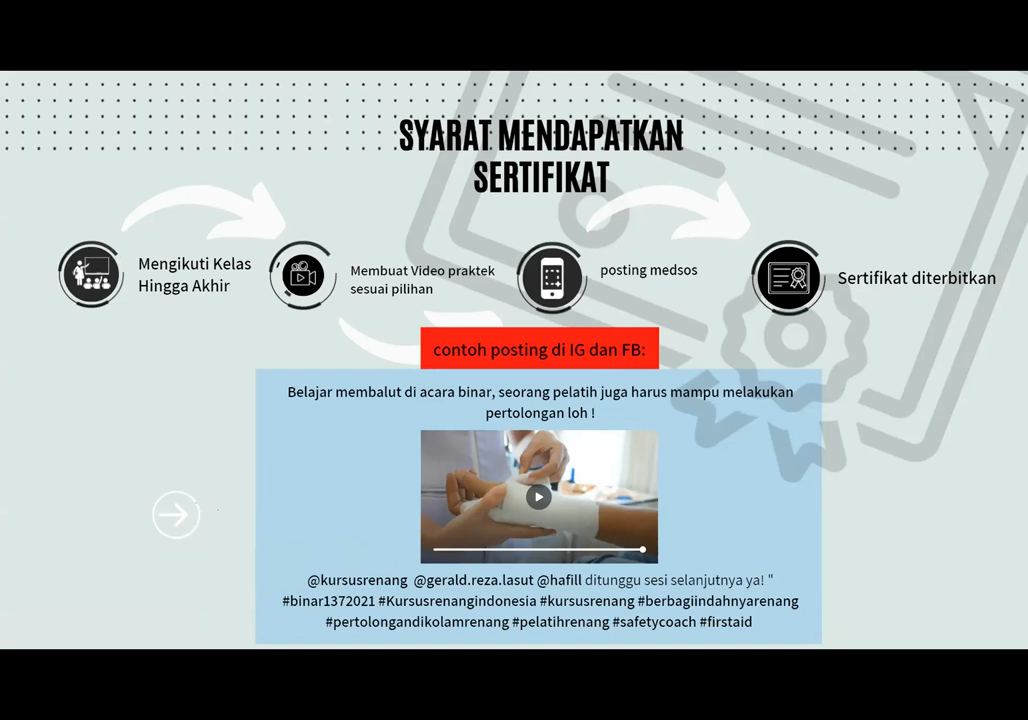 SYARAT MENDAPATKAN
SERTIFIKAT
Mengikuti Kelas
Hingga Akhir
Membuat Video praktek
sesuai pilihan
posting medsos
Sertifikat diterbitkan
contoh posting di IG dan FB:
Belajar membalut di acara binar, seorang pelatih juga harus mampu melakukan
pertolongan loh !
@kursusrenang @gerald.reza.lasut @hafill ditunggu sesi selanjutnya ya! "
#binar1372021 #Kursusrenangindonesia #kursusrenang #berbagiindahnyarenang
#pertolongandikolamrenang #pelatihrenang #safetycoach #firstaid